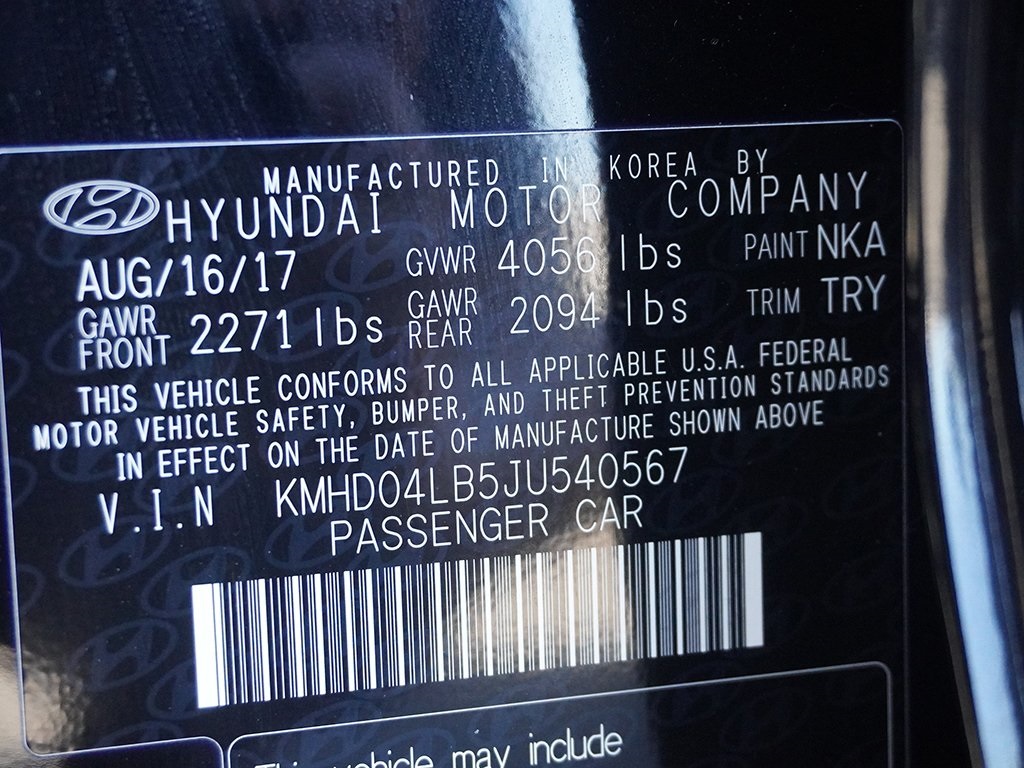 MANUFACTURED IN KOREA BY
HYUNDAI MOTOR COMPANY
AUG/16/17 GVWR 4056 lbs PAINT NKA
GAWR FRONT 2271 lbs GAWR REAR 2094 lbs TRIM TRY
THIS VEHICLE CONFORMS TO ALL APPLICABLE U.S.A. FEDERAL
MOTOR VEHICLE SAFETY, BUMPER, AND THEFT PREVENTION STANDARDS
IN EFFECT ON THE DATE OF MANUFACTURE SHOWN ABOVE
V.I.N KMHD04LB5JU540567
PASSENGER CAR
This vehicle may include